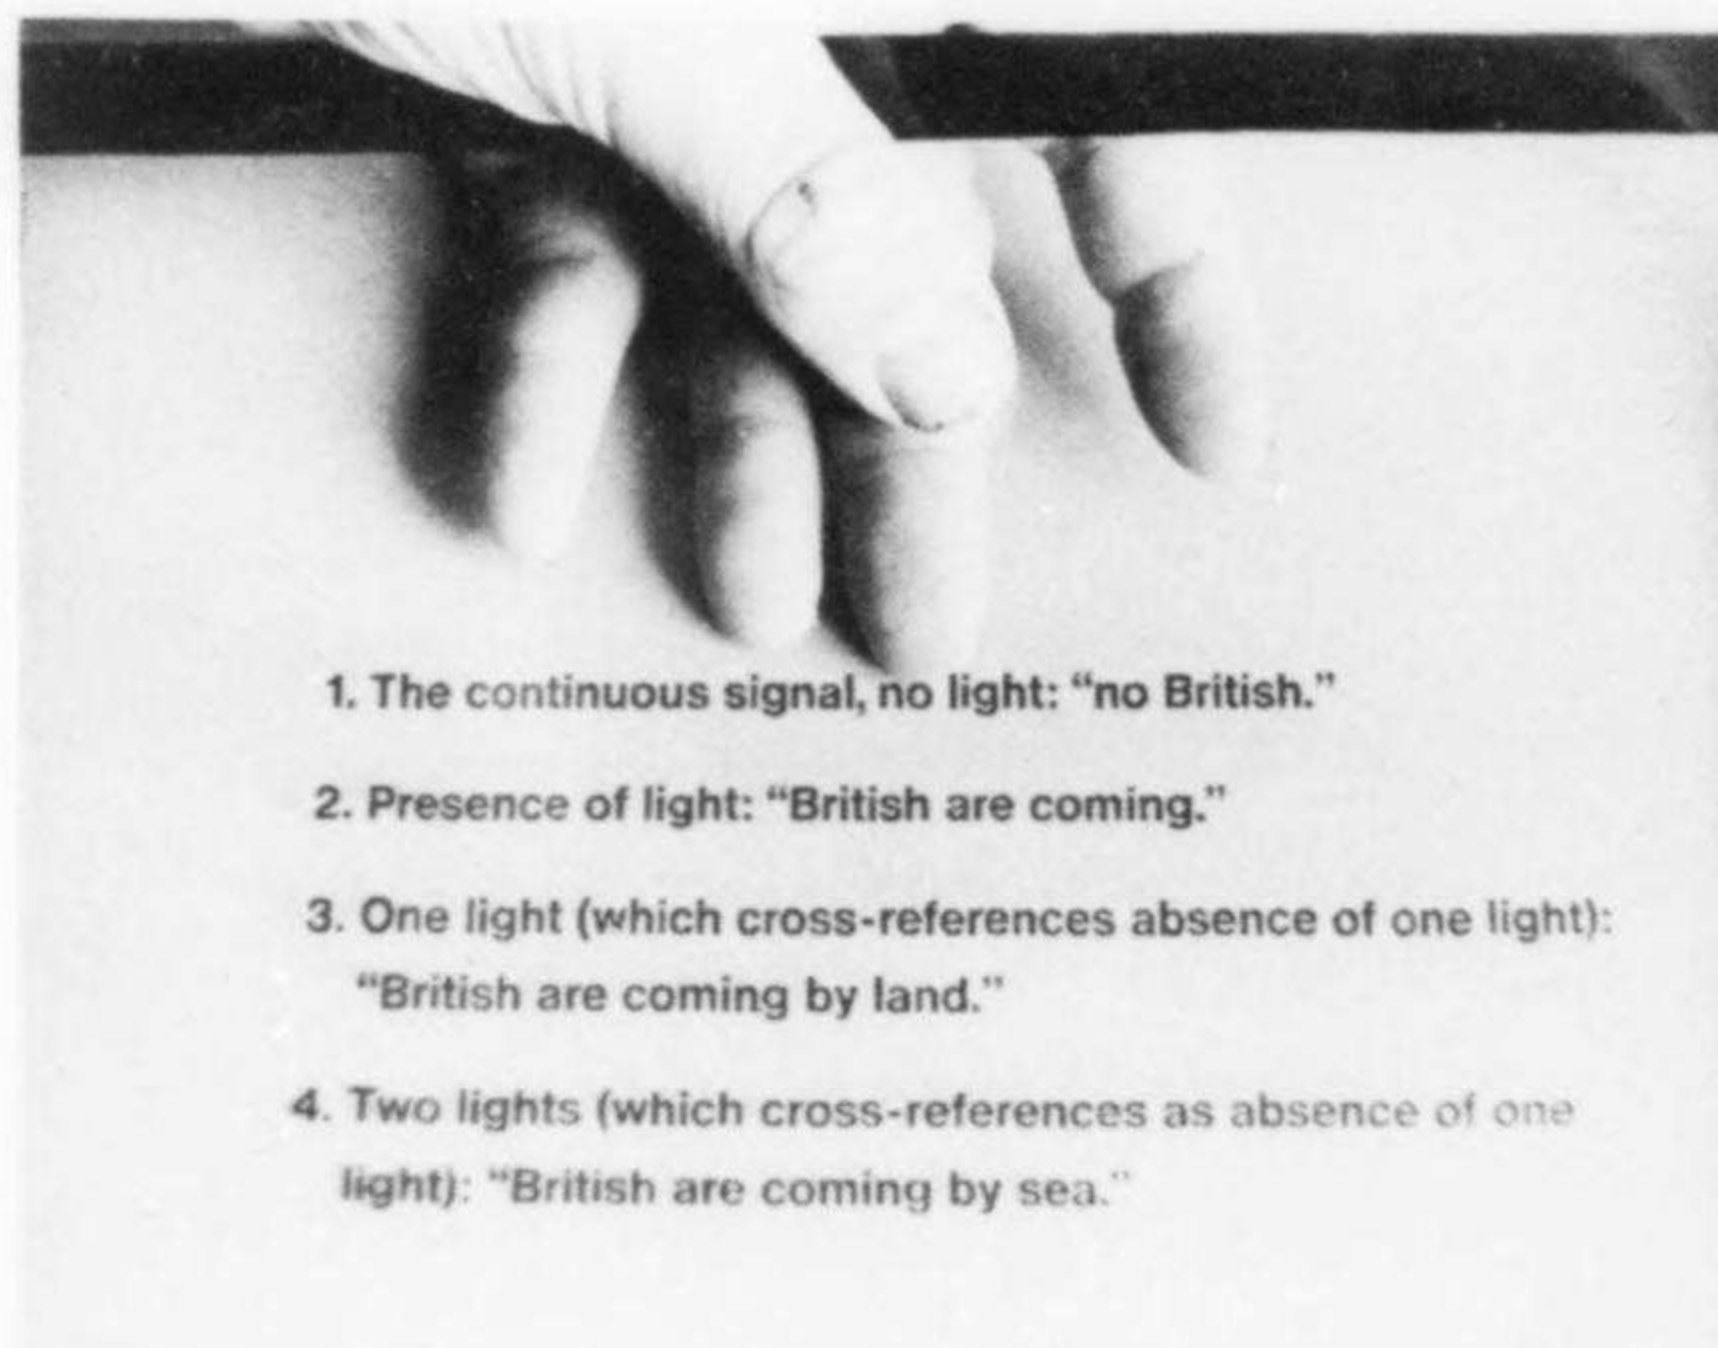 1. The continuous signal, no light: “no British.”
2. Presence of light: “British are coming.”
3. One light (which cross-references absence of one light):
“British are coming by land.”
4. Two lights (which cross-references as absence of one
light): “British are coming by sea.”